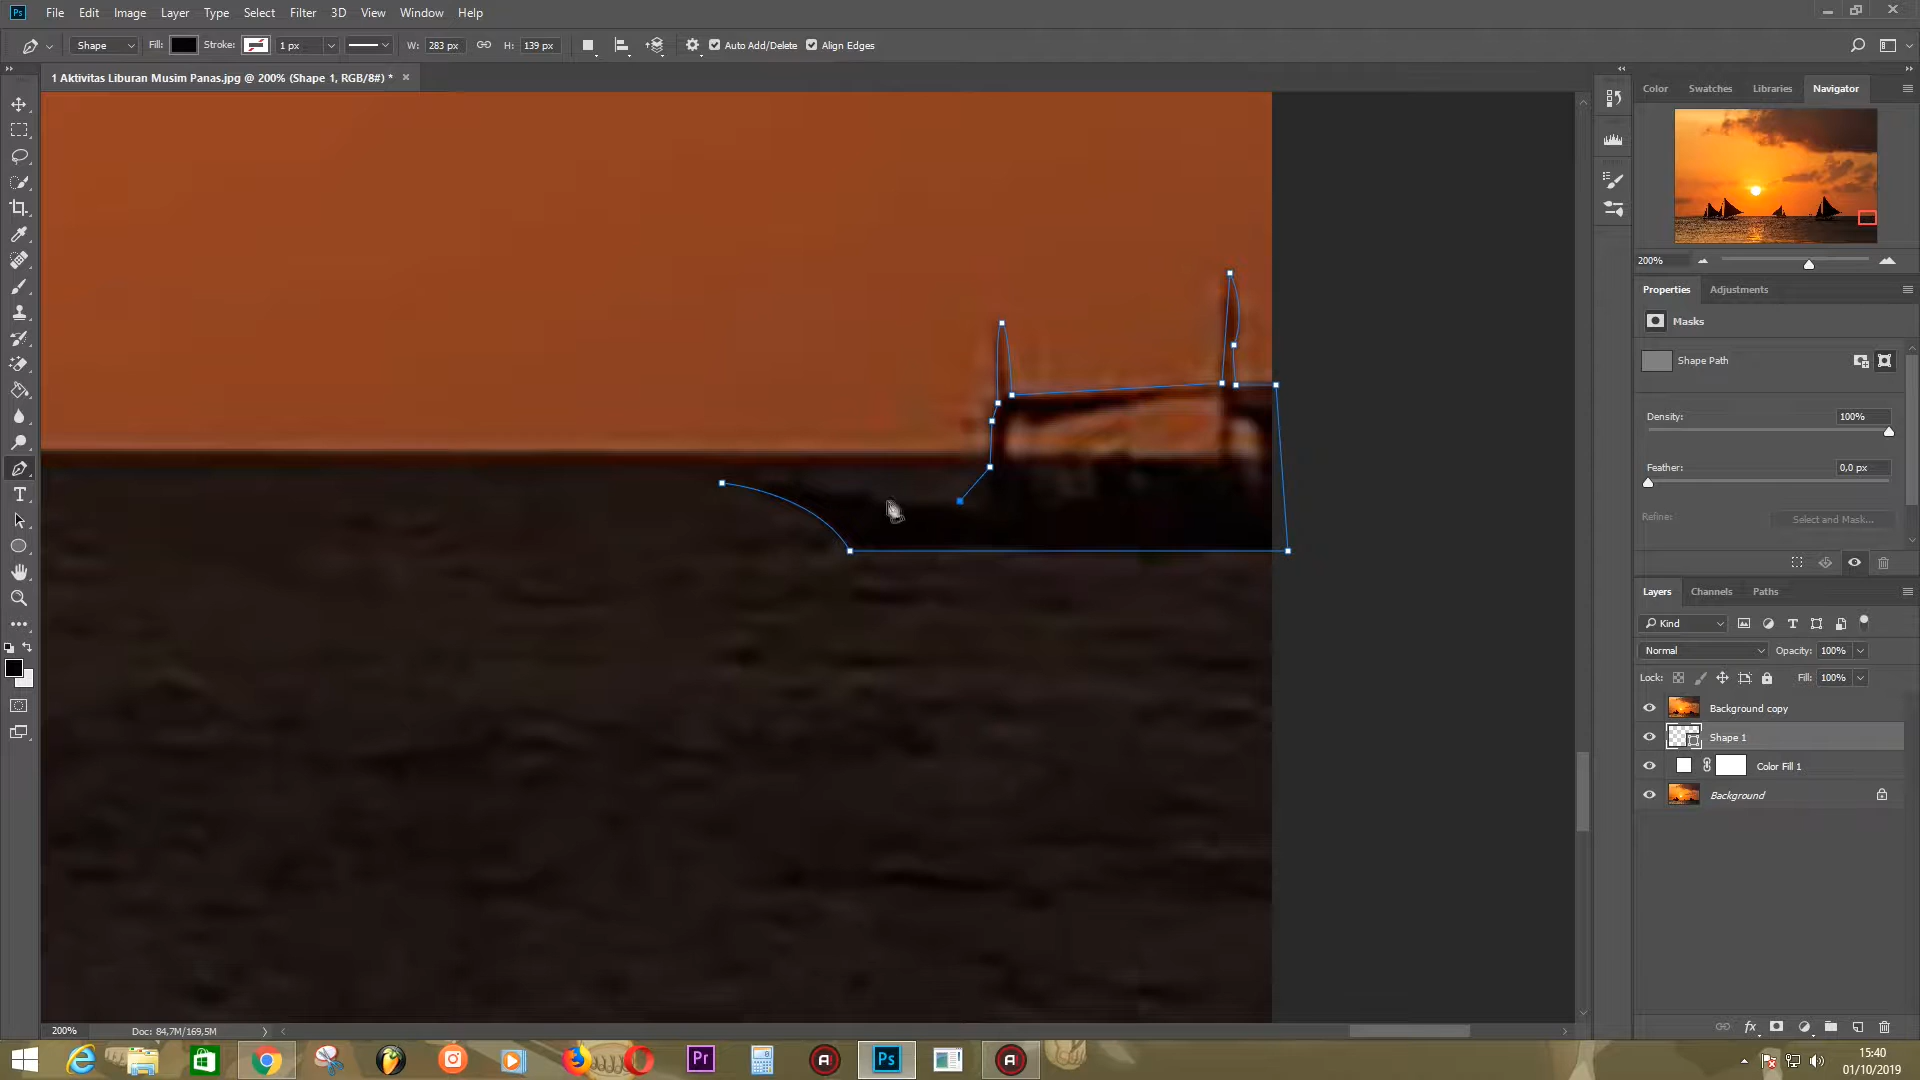 Ps File Edit Image Layer Type Select Filter 3D View Window Help
Shape Fill: Stroke: 1 px W: 283 px H: 139 px Auto Add/Delete Align Edges
1 Aktivitas Liburan Musim Panas.jpg @ 200% (Shape 1, RGB/8#) * ×
Color Swatches Libraries Navigator
200%
Properties Adjustments
Masks
Shape Path
Density: 100%
Feather: 0,0 px
Refine: Select and Mask...
Layers Channels Paths
Kind
Normal Opacity: 100%
Lock: Fill: 100%
Background copy
Shape 1
Color Fill 1
Background
200% Doc: 84,7M/169,5M
Pr
Ps
15:40
01/10/2019